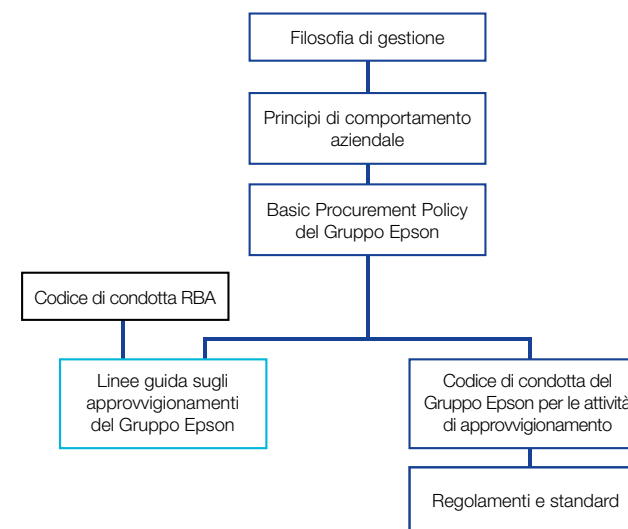 Filosofia di gestione
Principi di comportamento
aziendale
Basic Procurement Policy
del Gruppo Epson
Codice di condotta RBA
Linee guida sugli
approvvigionamenti
del Gruppo Epson
Codice di condotta del
Gruppo Epson per le attività
di approvvigionamento
Regolamenti e standard